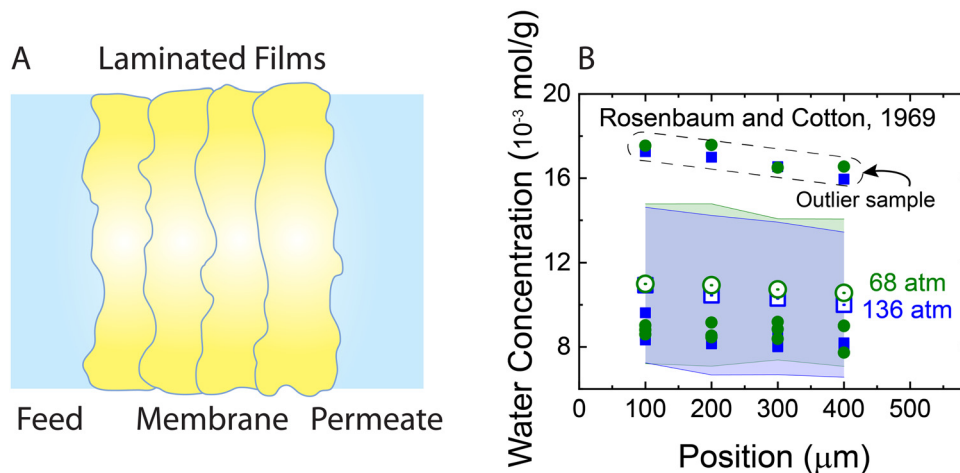 A
Laminated Films
Feed
Membrane
Permeate
B
Water Concentration (10⁻³ mol/g)
20
16
12
8
Rosenbaum and Cotton, 1969
Outlier sample
68 atm
136 atm
0 100 200 300 400 500
Position (μm)